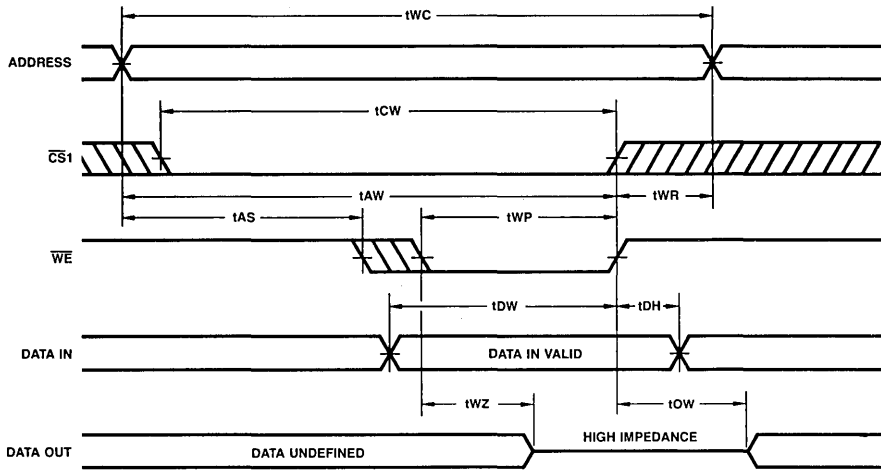 tWC
ADDRESS
tCW
CS1
tAW
tWR
tAS
tWP
WE
tDW
tDH
DATA IN
DATA IN VALID
tWZ
tOW
HIGH IMPEDANCE
DATA OUT
DATA UNDEFINED